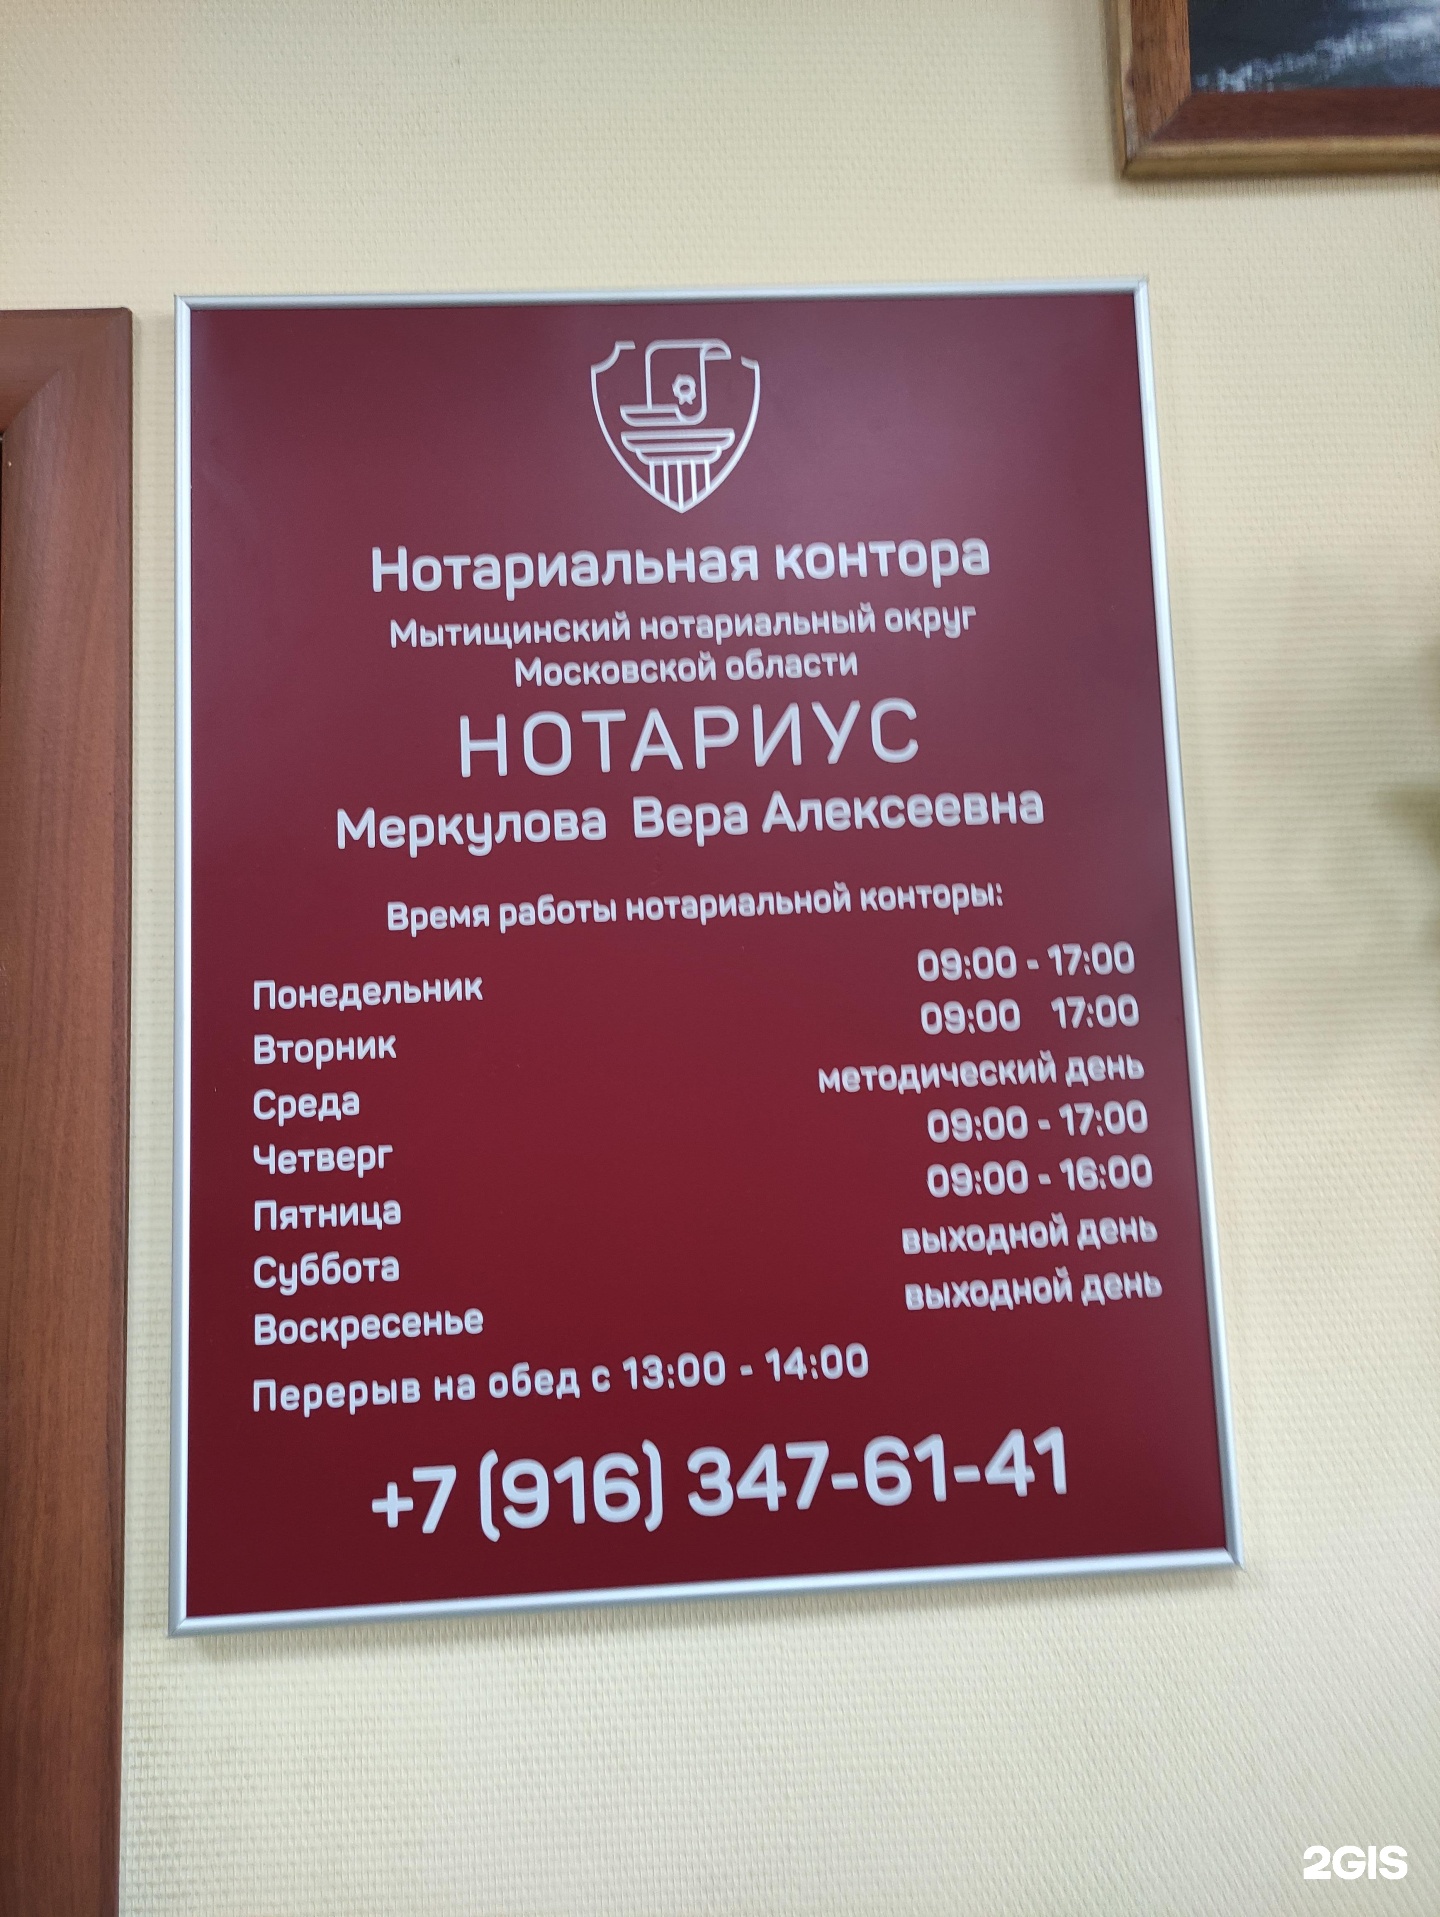 Нотариальная контора
Мытищинский нотариальный округ
Московской области
НОТАРИУС
Меркулова Вера Алексеевна
Время работы нотариальной конторы:
Понедельник 09:00 - 17:00
Вторник 09:00 17:00
Среда методический день
Четверг 09:00 - 17:00
Пятница 09:00 - 16:00
Суббота выходной день
Воскресенье выходной день
Перерыв на обед с 13:00 - 14:00
+7 (916) 347-61-41
2GIS